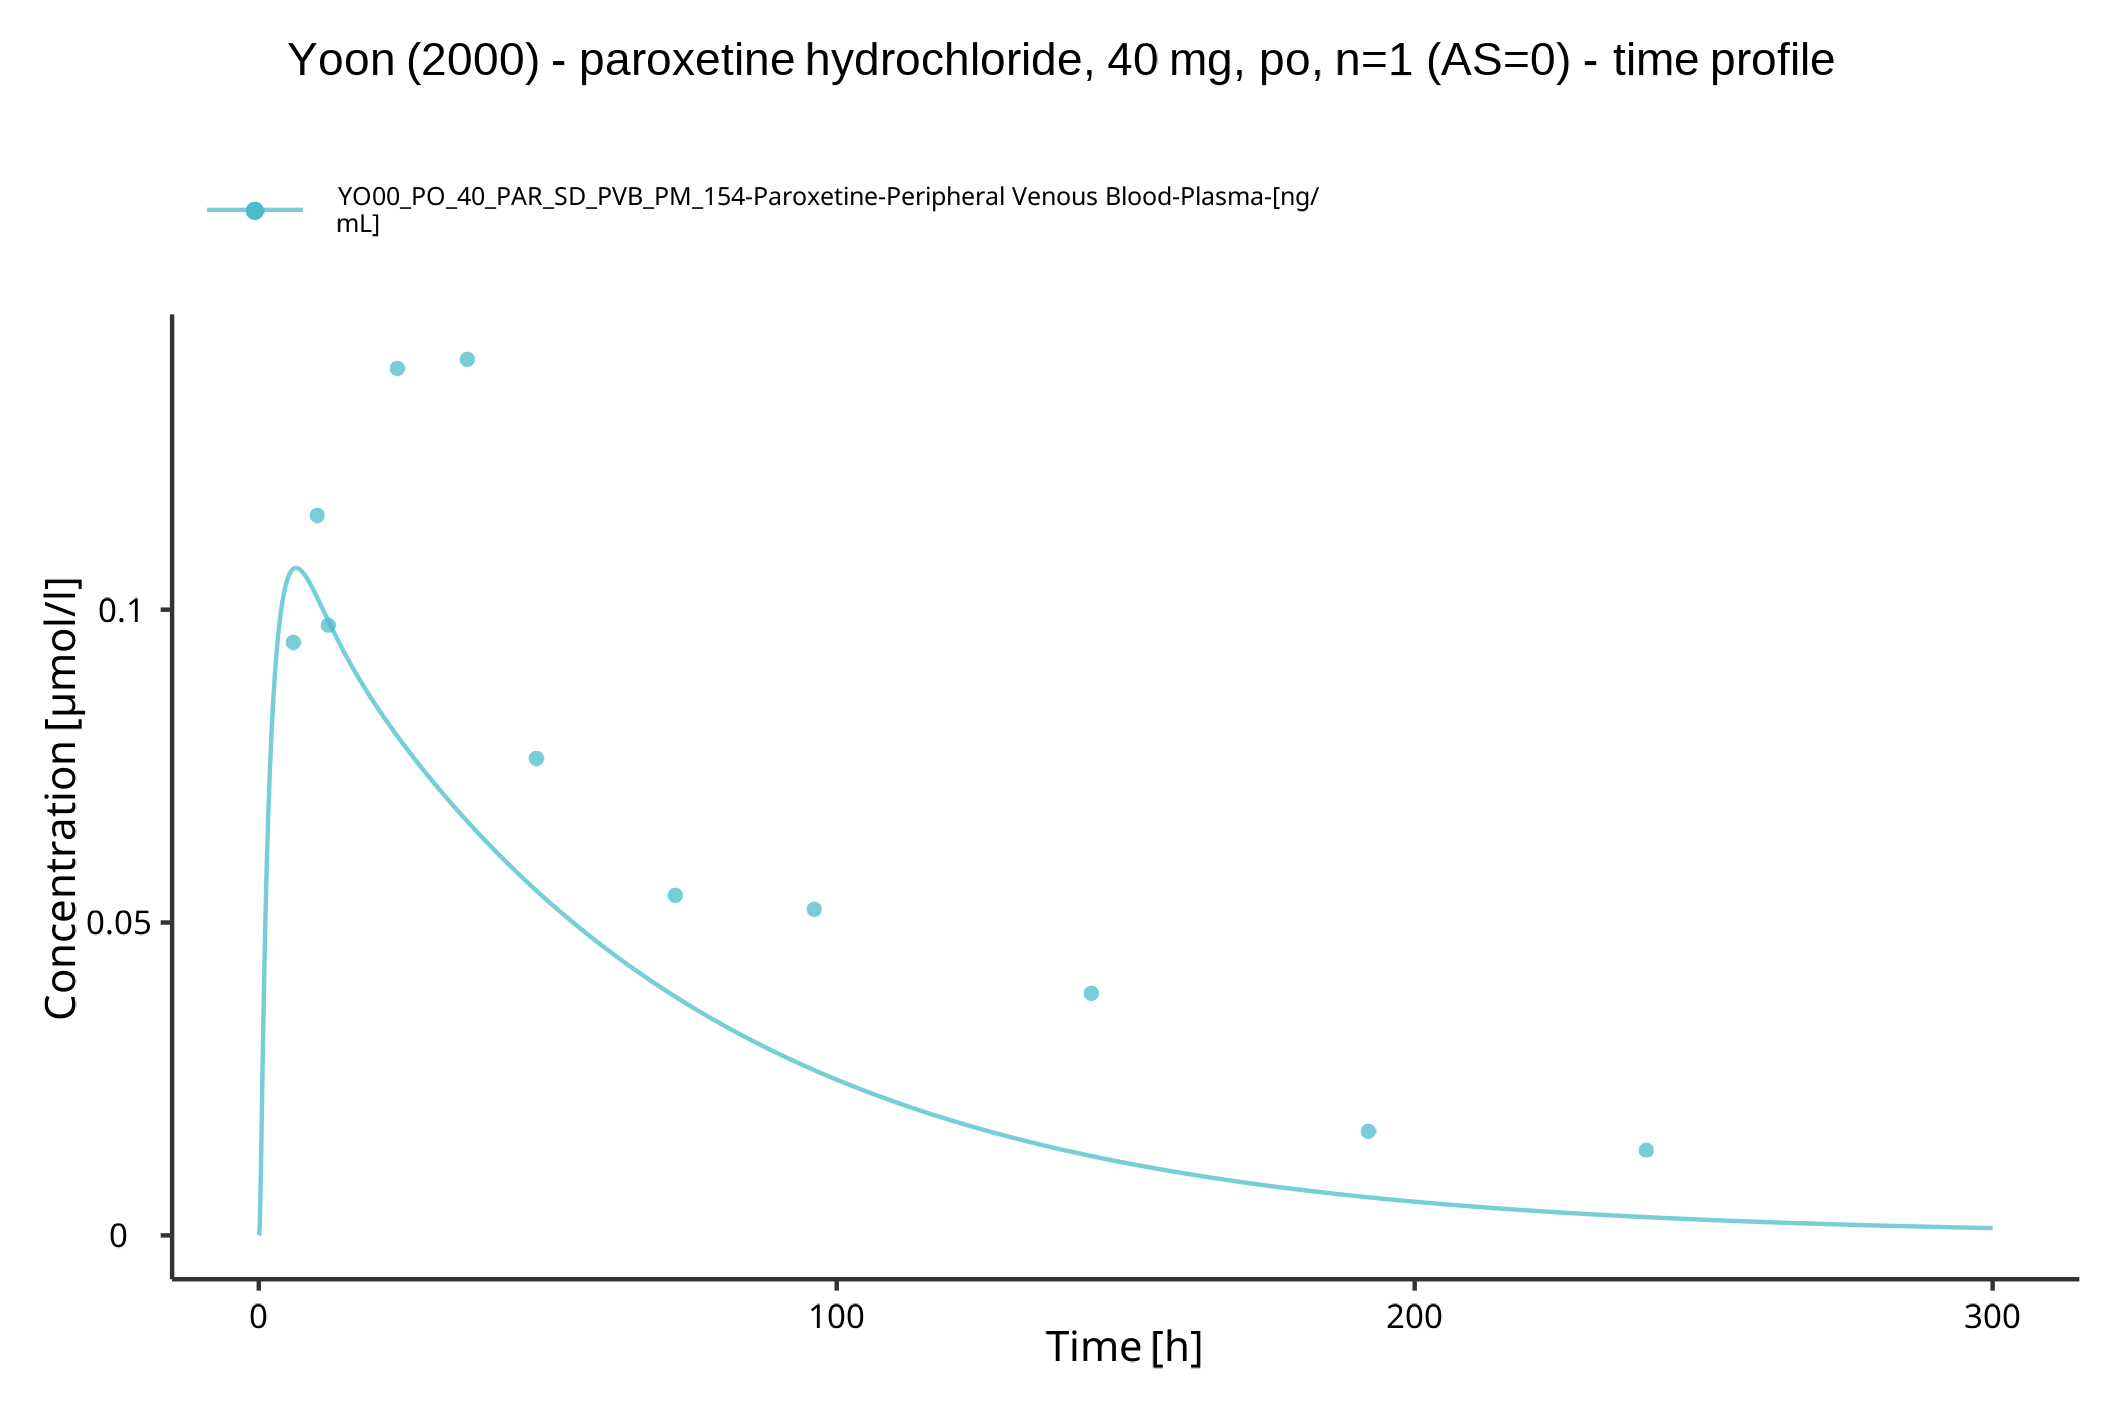 Yoon (2000) - paroxetine hydrochloride, 40 mg, po, n=1 (AS=0) - time profile
YO00_PO_40_PAR_SD_PVB_PM_154-Paroxetine-Peripheral Venous Blood-Plasma-[ng/
mL]
Concentration [µmol/l]
0.1
0.05
0
0
100
200
300
Time [h]